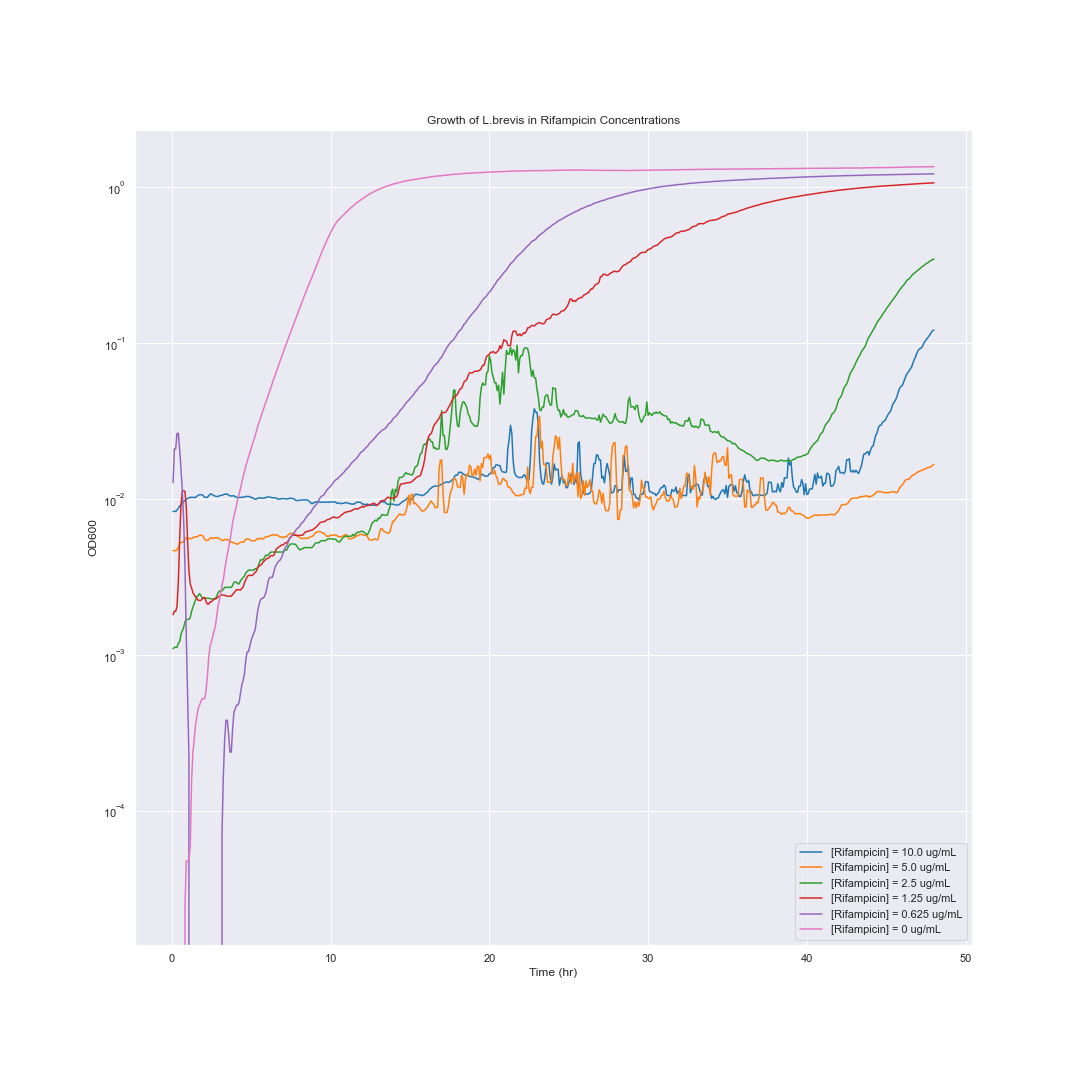 Growth of L.brevis in Rifampicin Concentrations
10⁰
10⁻¹
10⁻²
10⁻³
10⁻⁴
OD600
[Rifampicin] = 10.0 ug/mL
[Rifampicin] = 5.0 ug/mL
[Rifampicin] = 2.5 ug/mL
[Rifampicin] = 1.25 ug/mL
[Rifampicin] = 0.625 ug/mL
[Rifampicin] = 0 ug/mL
0 10 20 30 40 50
Time (hr)